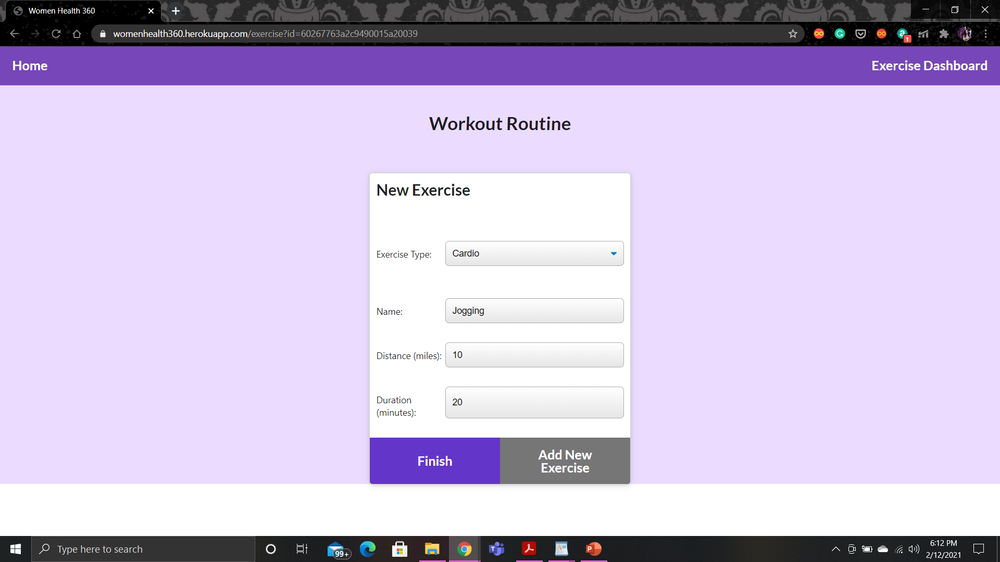 Women Health 360
womenhealth360.herokuapp.com/exercise?id=60267763a2c9490015a20039
1
Home
Exercise Dashboard
Workout Routine
New Exercise
Exercise Type:
Cardio
Name:
Jogging
Distance (miles):
10
Duration
(minutes):
20
Finish
Add New
Exercise
Type here to search
99+
6:12 PM
2/12/2021